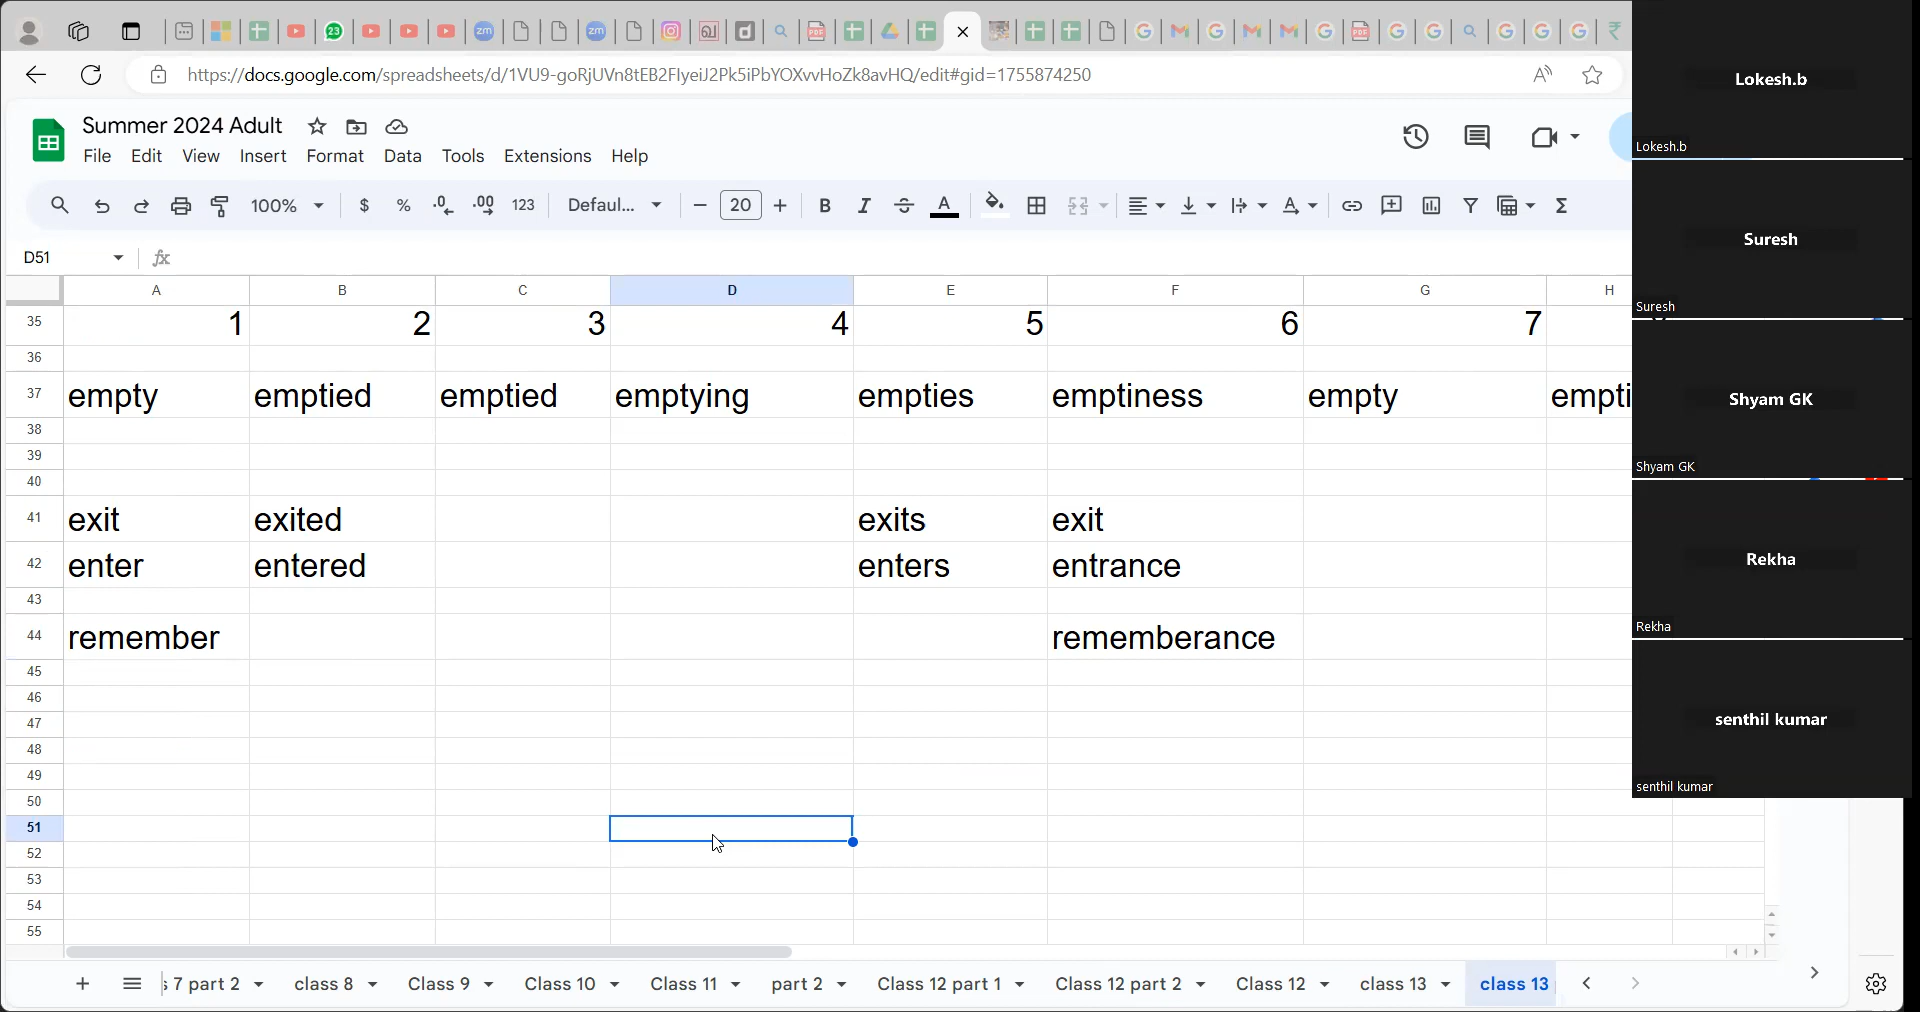 https://docs.google.com/spreadsheets/d/1VU9-goRjUVn8tEB2FIyeiJ2Pk5iPbYOXvvHoZk8avHQ/edit#gid=1755874250
Summer 2024 Adult
File Edit View Insert Format Data Tools Extensions Help
100% $ % .0 .00 123 Defaul... 20 B I A
D51 fx
A B C D E F G H
35 1 2 3 4 5 6 7
36
37 empty emptied emptied emptying empties emptiness empty empti
38
39
40
41 exit exited exits exit
42 enter entered enters entrance
43
44 remember rememberance
45
46
47
48
49
50
51
52
53
54
55
7 part 2 class 8 Class 9 Class 10 Class 11 part 2 Class 12 part 1 Class 12 part 2 Class 12 class 13 class 13
Lokesh.b
Lokesh.b
Suresh
Suresh
Shyam GK
Shyam GK
Rekha
Rekha
senthil kumar
senthil kumar